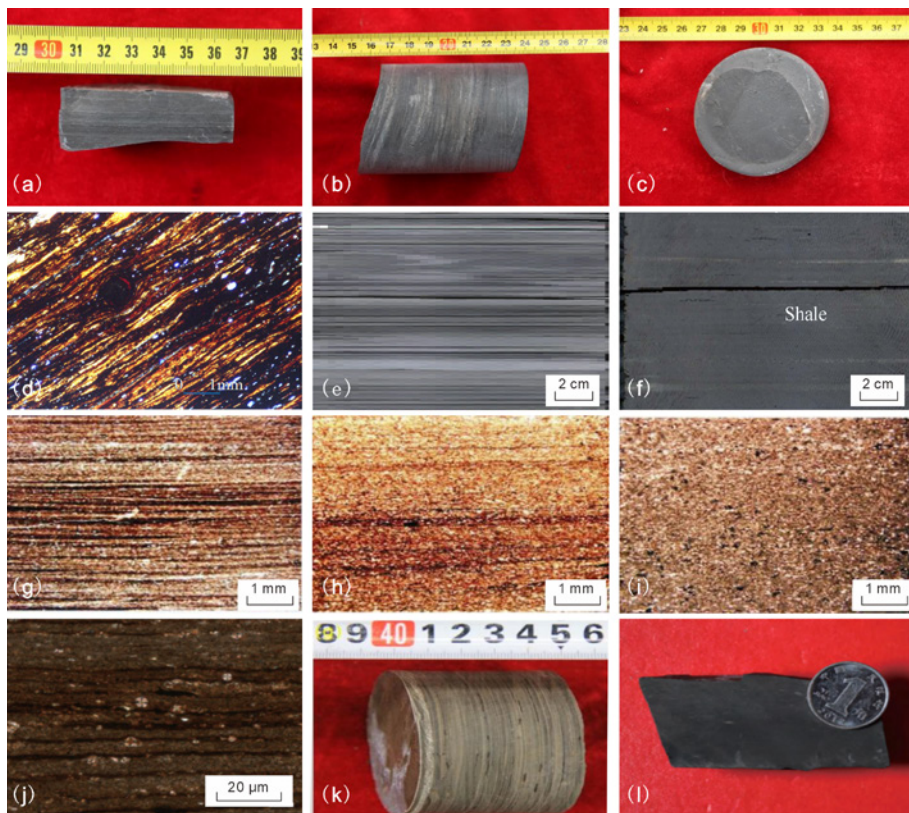 29 30 31 32 33 34 35 36 37 38 39
(a)
13 14 15 16 17 18 19 20 21 22 23 24 25 26 27 28
(b)
23 24 25 26 27 28 29 30 31 32 33 34 35 36 37
(c)
1mm
(d)
2 cm
(e)
Shale
2 cm
(f)
1 mm
(g)
1 mm
(h)
1 mm
(i)
20 μm
(j)
8 9 40 1 2 3 4 5 6
(k)
1
(l)